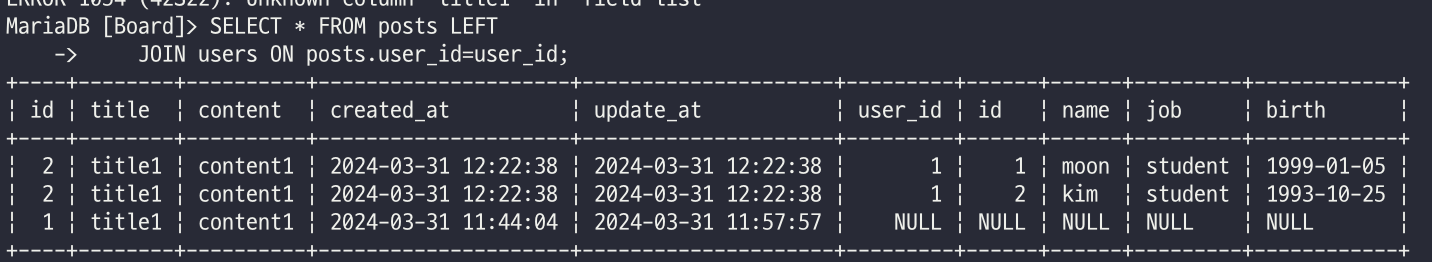 ERROR 1054 (42S22): Unknown column 'title1' in 'field list'
MariaDB [Board]> SELECT * FROM posts LEFT
    ->     JOIN users ON posts.user_id=user_id;
+----+--------+----------+---------------------+---------------------+---------+------+------+---------+------------+
| id | title  | content  | created_at          | update_at           | user_id | id   | name | job     | birth      |
+----+--------+----------+---------------------+---------------------+---------+------+------+---------+------------+
|  2 | title1 | content1 | 2024-03-31 12:22:38 | 2024-03-31 12:22:38 |       1 |    1 | moon | student | 1999-01-05 |
|  2 | title1 | content1 | 2024-03-31 12:22:38 | 2024-03-31 12:22:38 |       1 |    2 | kim  | student | 1993-10-25 |
|  1 | title1 | content1 | 2024-03-31 11:44:04 | 2024-03-31 11:57:57 |    NULL | NULL | NULL | NULL    | NULL       |
+----+--------+----------+---------------------+---------------------+---------+------+------+---------+------------+